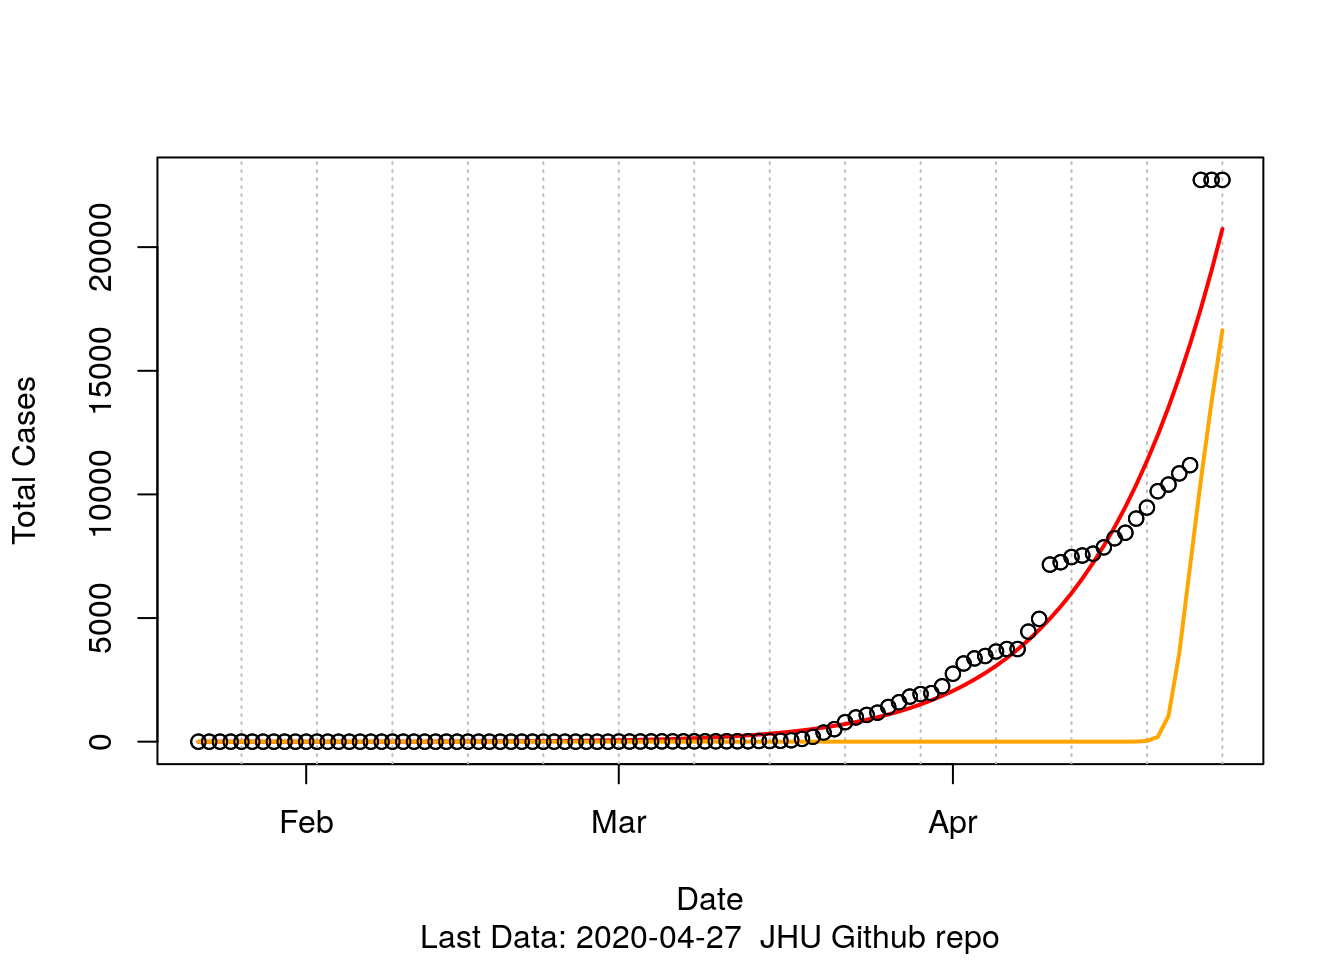 Total Cases
20000
15000
10000
5000
0
Feb Mar Apr
Date
Last Data: 2020-04-27  JHU Github repo